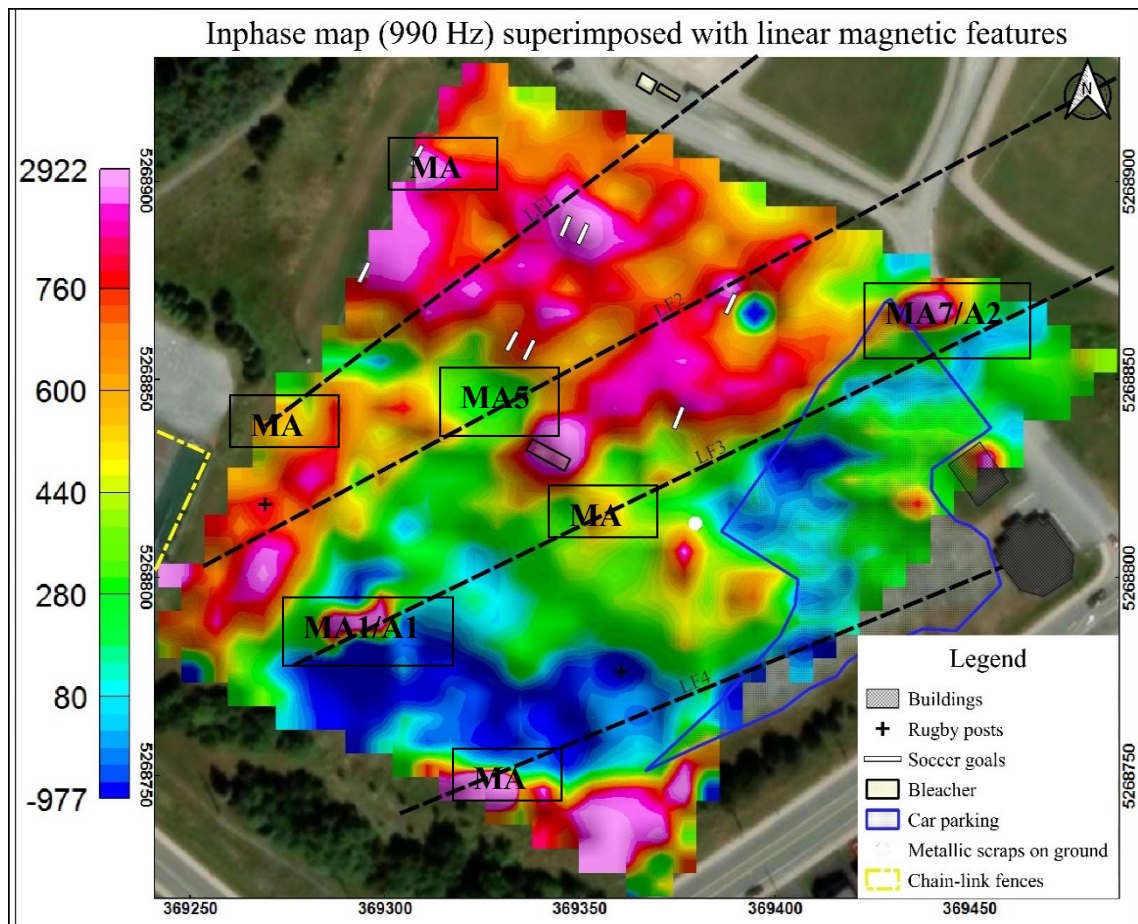 Inphase map (990 Hz) superimposed with linear magnetic features
N
2922
760
600
440
280
80
-977
5268900
5268850
5268800
5268750
5268900
5268850
5268800
5268750
MA
LF1
LF2
MA7/A2
MA5
MA
LF3
MA
MA1/A1
LF4
MA
Legend
Buildings
Rugby posts
Soccer goals
Bleacher
Car parking
Metallic scraps on ground
Chain-link fences
369250
369300
369350
369400
369450